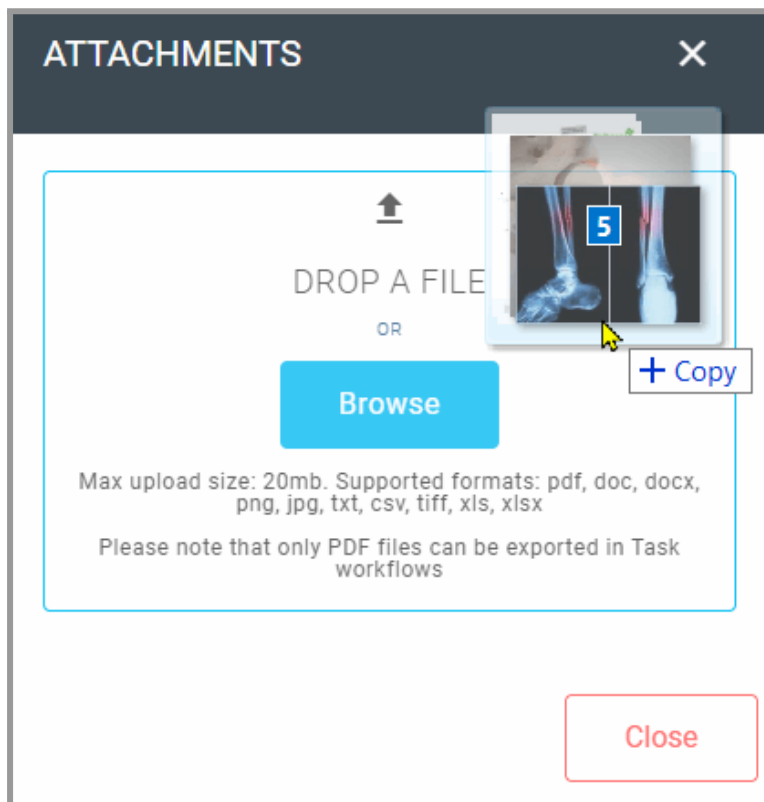 ATTACHMENTS
DROP A FILE
5
OR
+ Copy
Browse
Max upload size: 20mb. Supported formats: pdf, doc, docx,
png, jpg, txt, csv, tiff, xls, xlsx
Please note that only PDF files can be exported in Task
workflows
Close